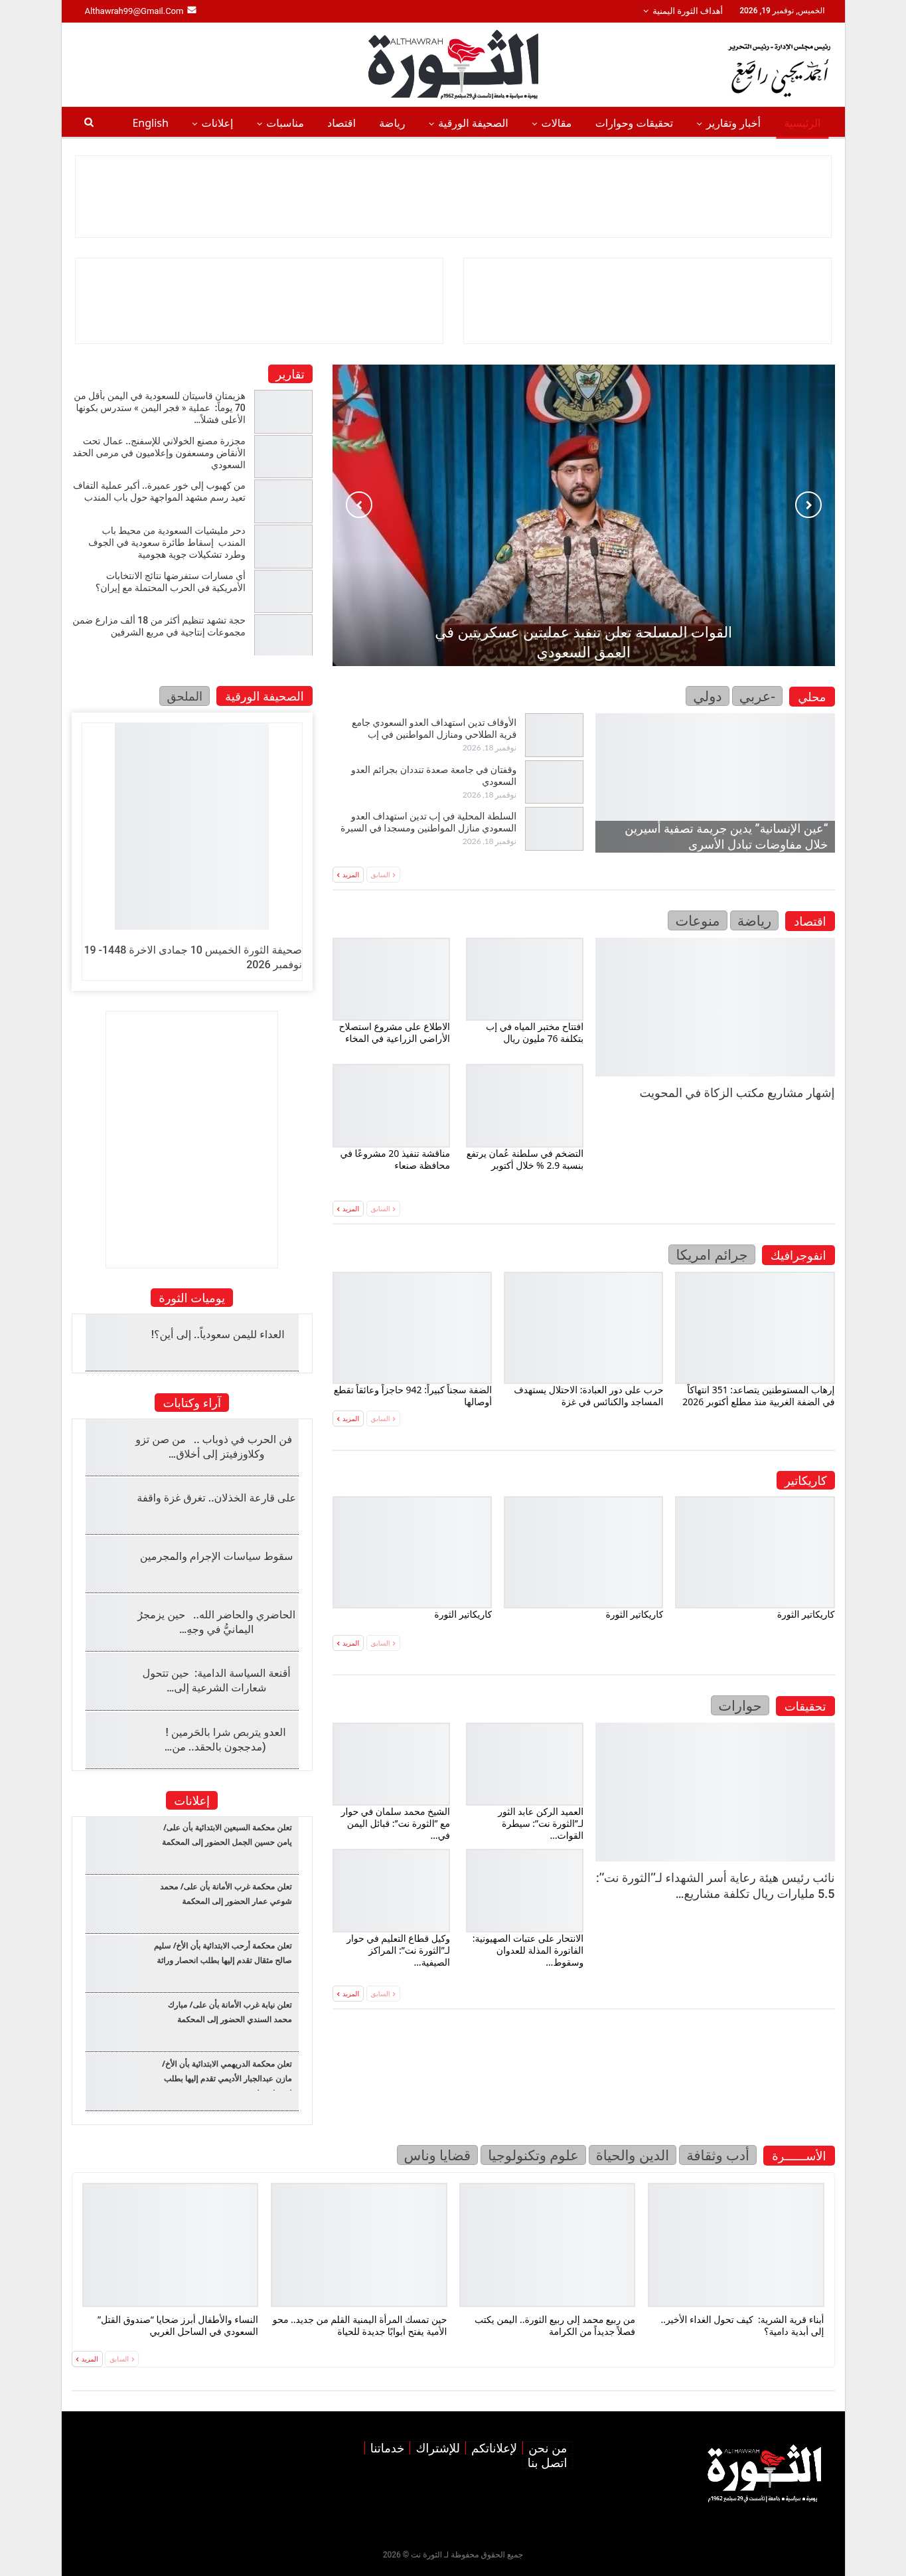 الخميس, نوفمبر 19, 2026
أهداف الثورة اليمنية
Althawrah99@Gmail.Com
رئيس مجلس الإدارة - رئيس التحرير
أحمد يحيى راصع
ALTHAWRAH
الثورة
يومية ● سياسية ● جامعة | تأسست في 29 سبتمبر 1962م
الرئيسية
أخبار وتقارير
تحقيقات وحوارات
مقالات
الصحيفة الورقية
رياضة
اقتصاد
مناسبات
إعلانات
English
القوات المسلحة تعلن تنفيذ عمليتين عسكريتين في
العمق السعودي
تقارير
هزيمتان قاسيتان للسعودية في اليمن بأقل من
70 يوماً: عملية « فجر اليمن » ستدرس بكونها
الأعلى فشلاً...
مجزرة مصنع الخولاني للإسفنج.. عمال تحت
الأنقاض ومسعفون وإعلاميون في مرمى الحقد
السعودي
من كهبوب إلى خور عميرة.. أكبر عملية التفاف
تعيد رسم مشهد المواجهة حول باب المندب
دحر مليشيات السعودية من محيط باب
المندب إسقاط طائرة سعودية في الجوف
وطرد تشكيلات جوية هجومية
أي مسارات ستفرضها نتائج الانتخابات
الأمريكية في الحرب المحتملة مع إيران؟
حجة تشهد تنظيم أكثر من 18 ألف مزارع ضمن
مجموعات إنتاجية في مربع الشرفين
محلي
-عربي
دولي
“عين الإنسانية” يدين جريمة تصفية أسيرين
خلال مفاوضات تبادل الأسرى
الأوقاف تدين استهداف العدو السعودي جامع
قرية الطلاحي ومنازل المواطنين في إب
نوفمبر 18, 2026
وقفتان في جامعة صعدة تنددان بجرائم العدو
السعودي
نوفمبر 18, 2026
السلطة المحلية في إب تدين استهداف العدو
السعودي منازل المواطنين ومسجدا في السبرة
نوفمبر 18, 2026
السابق
المزيد
الصحيفة الورقية
الملحق
صحيفة الثورة الخميس 10 جمادى الاخرة 1448- 19
نوفمبر 2026
اقتصاد
رياضة
منوعات
إشهار مشاريع مكتب الزكاة في المحويت
افتتاح مختبر المياه في إب
بتكلفة 76 مليون ريال
الاطلاع على مشروع استصلاح
الأراضي الزراعية في المخاء
التضخم في سلطنة عُمان يرتفع
بنسبة 2.9 % خلال أكتوبر
مناقشة تنفيذ 20 مشروعًا في
محافظة صنعاء
السابق
المزيد
انفوجرافيك
جرائم امريكا
إرهاب المستوطنين يتصاعد: 351 انتهاكاً
في الضفة الغربية منذ مطلع أكتوبر 2026
حرب على دور العبادة: الاحتلال يستهدف
المساجد والكنائس في غزة
الضفة سجناً كبيراً: 942 حاجزاً وعائقاً تقطع
أوصالها
السابق
المزيد
يوميات الثورة
العداء لليمن سعودياً.. إلى أين؟!
آراء وكتابات
فن الحرب في ذوباب .. من صن تزو
وكلاوزفيتز إلى أخلاق...
على قارعة الخذلان.. تغرق غزة واقفة
سقوط سياسات الإجرام والمجرمين
الحاضري والحاضر الله.. حين يزمجرُ
اليمانيُّ في وجهِ...
أقنعة السياسة الدامية: حين تتحول
شعارات الشرعية إلى...
العدو يتربص شرا بالحَرمين !
(مدججون بالحقد.. من...
كاريكاتير
كاريكاتير الثورة
كاريكاتير الثورة
كاريكاتير الثورة
السابق
المزيد
تحقيقات
حوارات
نائب رئيس هيئة رعاية أسر الشهداء لـ”الثورة نت”:
5.5 مليارات ريال تكلفة مشاريع...
العميد الركن عابد الثور
لـ”الثورة نت”: سيطرة
القوات...
الشيخ محمد سلمان في حوار
مع “الثورة نت”: قبائل اليمن
في...
الانتحار على عتبات الصهيونية:
الفاتورة المذلة للعدوان
وسقوط...
وكيل قطاع التعليم في حوار
لـ”الثورة نت”: المراكز
الصيفية...
السابق
المزيد
إعلانات
تعلن محكمة السبعين الابتدائية بأن على/
يامن حسين الجمل الحضور إلى المحكمة
تعلن محكمة غرب الأمانة بأن على/ محمد
شوعي عمار الحضور إلى المحكمة
تعلن محكمة أرحب الابتدائية بأن الأخ/ سليم
صالح مثقال تقدم إليها بطلب انحصار وراثة
تعلن نيابة غرب الأمانة بأن على/ مبارك
محمد السندي الحضور إلى المحكمة
تعلن محكمة الدريهمي الابتدائية بأن الأخ/
مازن عبدالجبار الأديمي تقدم إليها بطلب
الأســــرة
أدب وثقافة
الدين والحياة
علوم وتكنولوجيا
قضايا وناس
أبناء قرية الشرية: كيف تحول الغداء الأخير..
إلى أبدية دامية؟
من ربيع محمد إلى ربيع الثورة.. اليمن يكتب
فصلاً جديداً من الكرامة
حين تمسك المرأة اليمنية القلم من جديد.. محو
الأمية يفتح أبوابًا جديدة للحياة
النساء والأطفال أبرز ضحايا “صندوق القتل”
السعودي في الساحل الغربي
السابق
المزيد
ALTHAWRAH
الثورة
يومية ● سياسية ● جامعة | تأسست في 29 سبتمبر 1962م
من نحن
لإعلاناتكم
للإشتراك
خدماتنا
اتصل بنا
جميع الحقوق محفوظة لـ الثورة نت © 2026